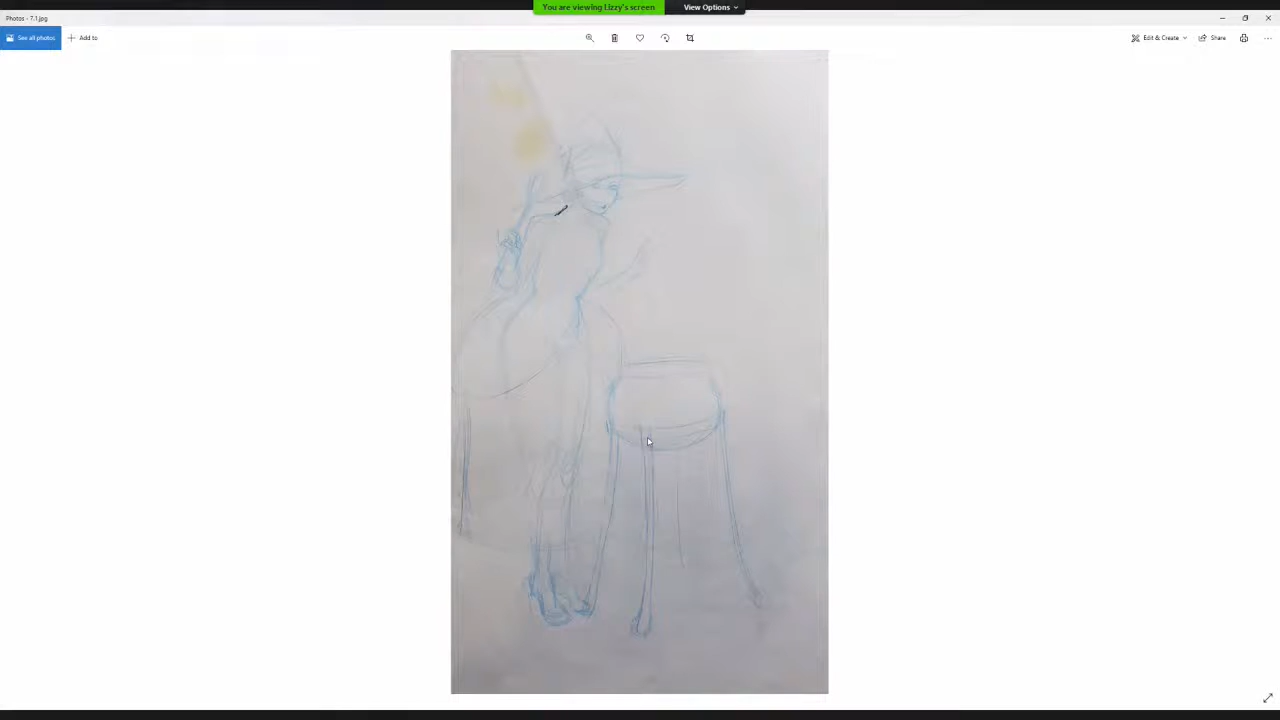 You are viewing Lizzy's screen View Options
Photos - 7.1.jpg
See all photos Add to Edit & Create Share